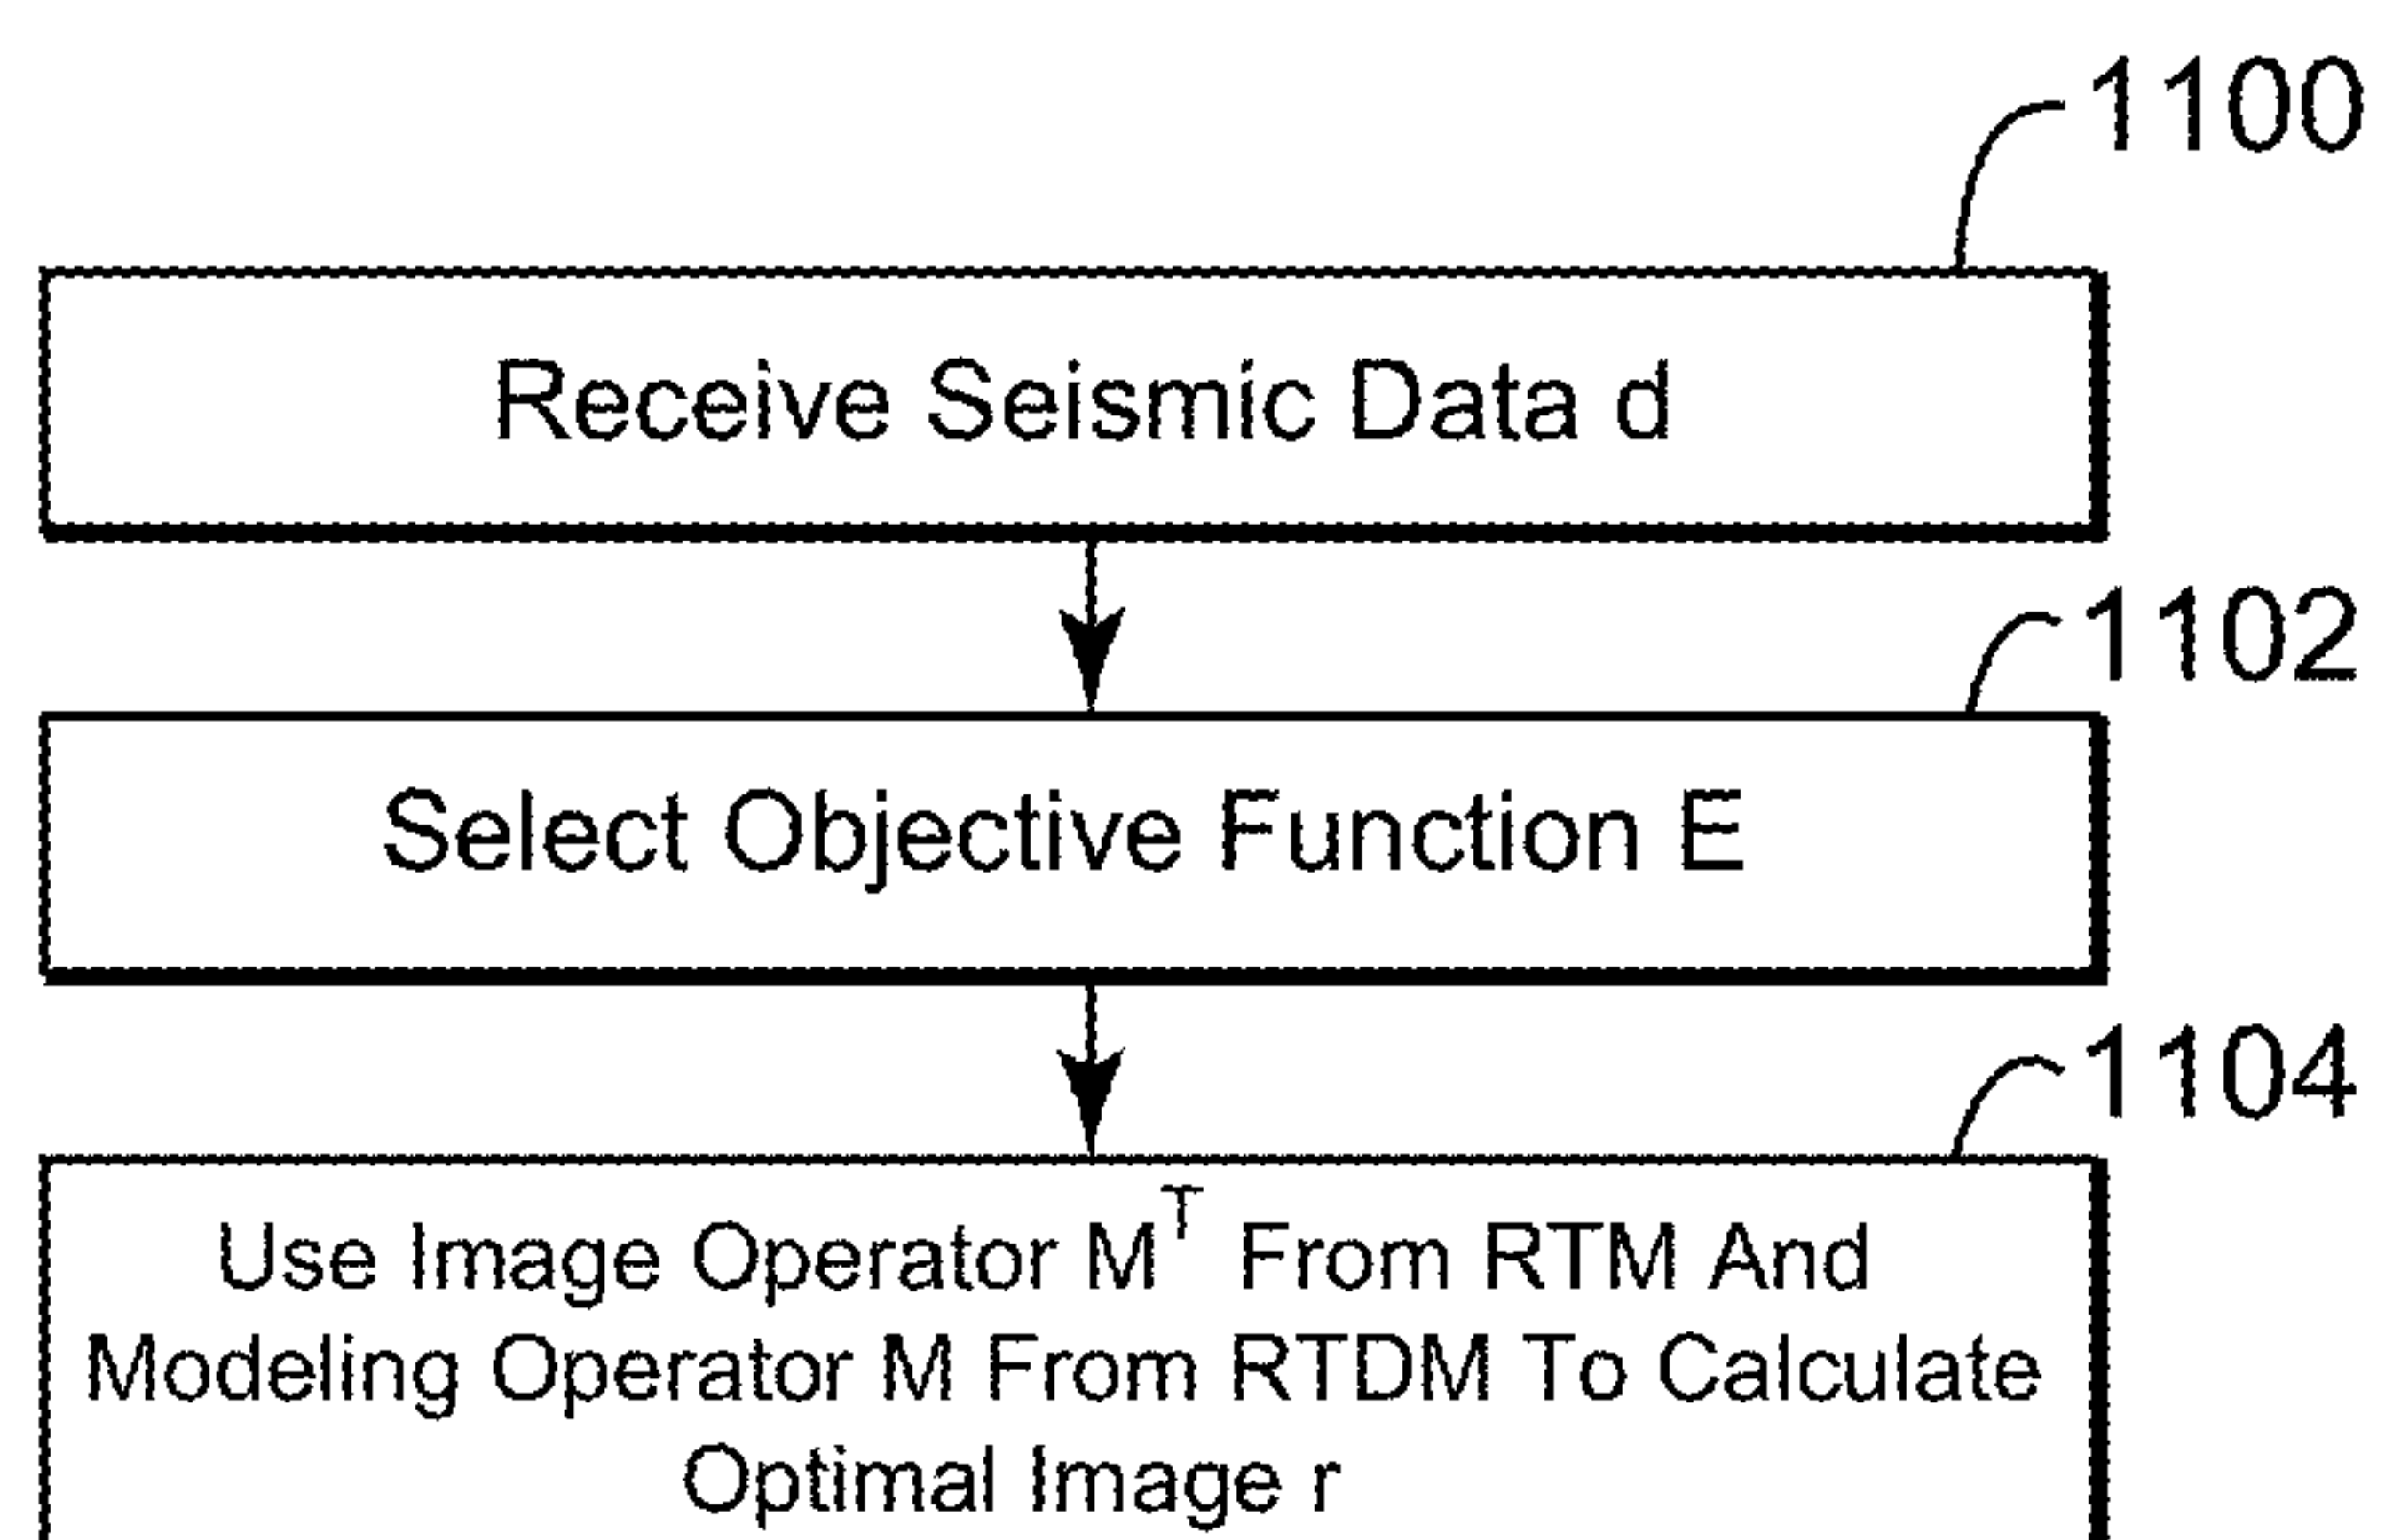 1100
Receive Seismic Data d
1102
Select Objective Function E
1104
Use Image Operator Mᵀ From RTM And
Modeling Operator M From RTDM To Calculate
Optimal Image r